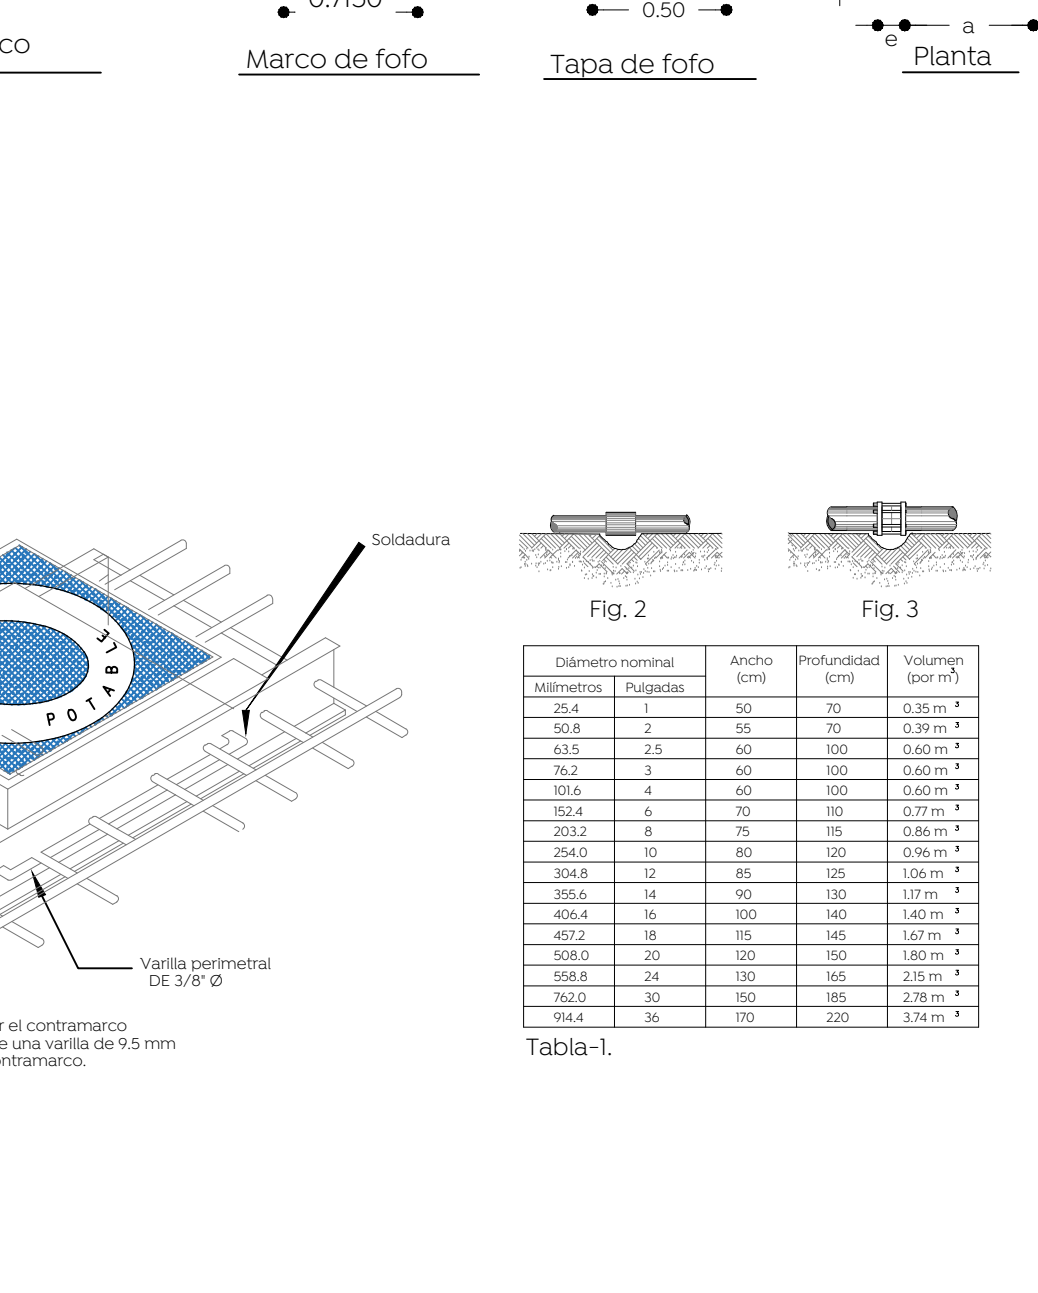 0.50
a
e
co
Marco de fofo
Tapa de fofo
Planta
Soldadura
Fig. 2
Fig. 3
POTABLE
Diámetro nominal Ancho (cm) Profundidad (cm) Volumen (por m³)
Milímetros Pulgadas
25.4 1 50 70 0.35 m ³
50.8 2 55 70 0.39 m ³
63.5 2.5 60 100 0.60 m ³
76.2 3 60 100 0.60 m ³
101.6 4 60 100 0.60 m ³
152.4 6 70 110 0.77 m ³
203.2 8 75 115 0.86 m ³
254.0 10 80 120 0.96 m ³
304.8 12 85 125 1.06 m ³
355.6 14 90 130 1.17 m ³
406.4 16 100 140 1.40 m ³
457.2 18 115 145 1.67 m ³
508.0 20 120 150 1.80 m ³
558.8 24 130 165 2.15 m ³
762.0 30 150 185 2.78 m ³
914.4 36 170 220 3.74 m ³
Tabla-1.
Varilla perimetral
DE 3/8" Ø
r el contramarco
e una varilla de 9.5 mm
ontramarco.